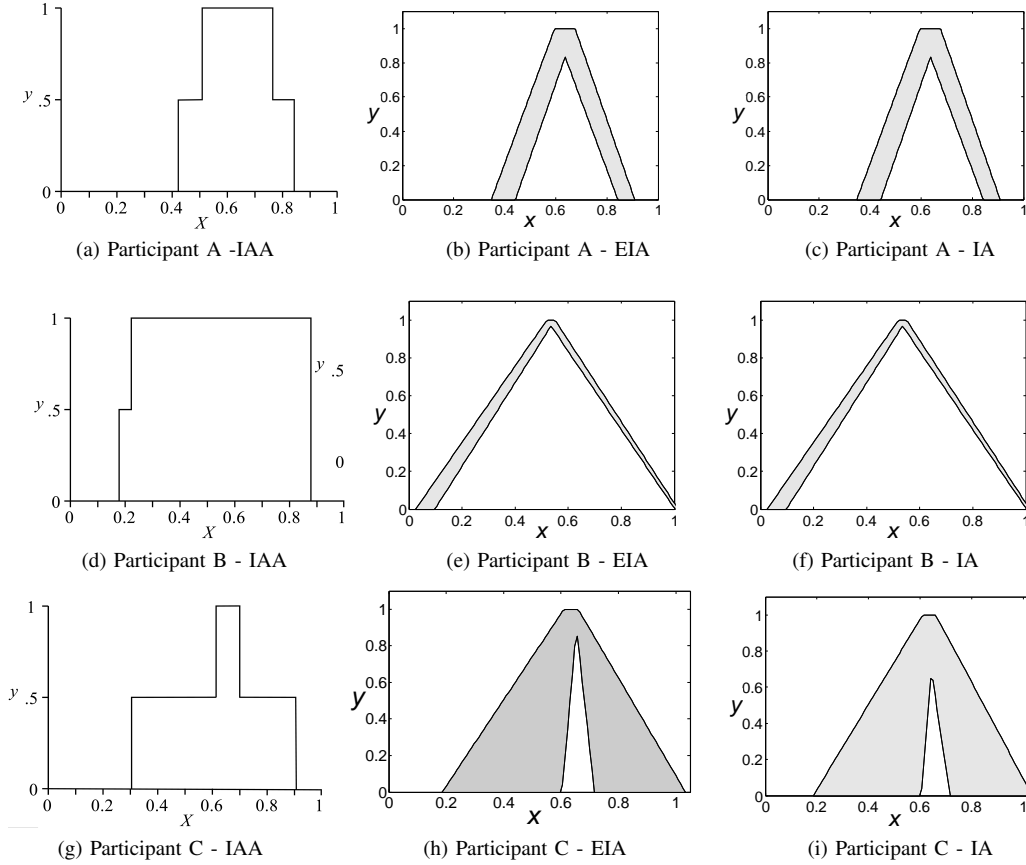 1
y .5
0
0 0.2 0.4 0.6 0.8 1
X
(a) Participant A -IAA
1
0.8
0.6
y
0.4
0.2
0
0 0.2 0.4 0.6 0.8 1
x
(b) Participant A - EIA
1
0.8
0.6
y
0.4
0.2
0
0 0.2 0.4 0.6 0.8 1
x
(c) Participant A - IA
1
y .5
0
0 0.2 0.4 0.6 0.8 1
X
y .5
0
(d) Participant B - IAA
1
0.8
0.6
y
0.4
0.2
0
0 0.2 0.4 0.6 0.8 1
x
(e) Participant B - EIA
1
0.8
0.6
y
0.4
0.2
0
0 0.2 0.4 0.6 0.8 1
x
(f) Participant B - IA
1
y .5
0
0 0.2 0.4 0.6 0.8 1
X
(g) Participant C - IAA
1
0.8
0.6
y
0.4
0.2
0
0 0.2 0.4 0.6 0.8 1
x
(h) Participant C - EIA
1
0.8
0.6
y
0.4
0.2
0
0 0.2 0.4 0.6 0.8 1
x
(i) Participant C - IA